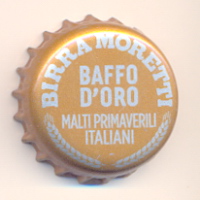 BIRRA MORETTI
BAFFO
D'ORO
MALTI PRIMAVERILI
ITALIANI